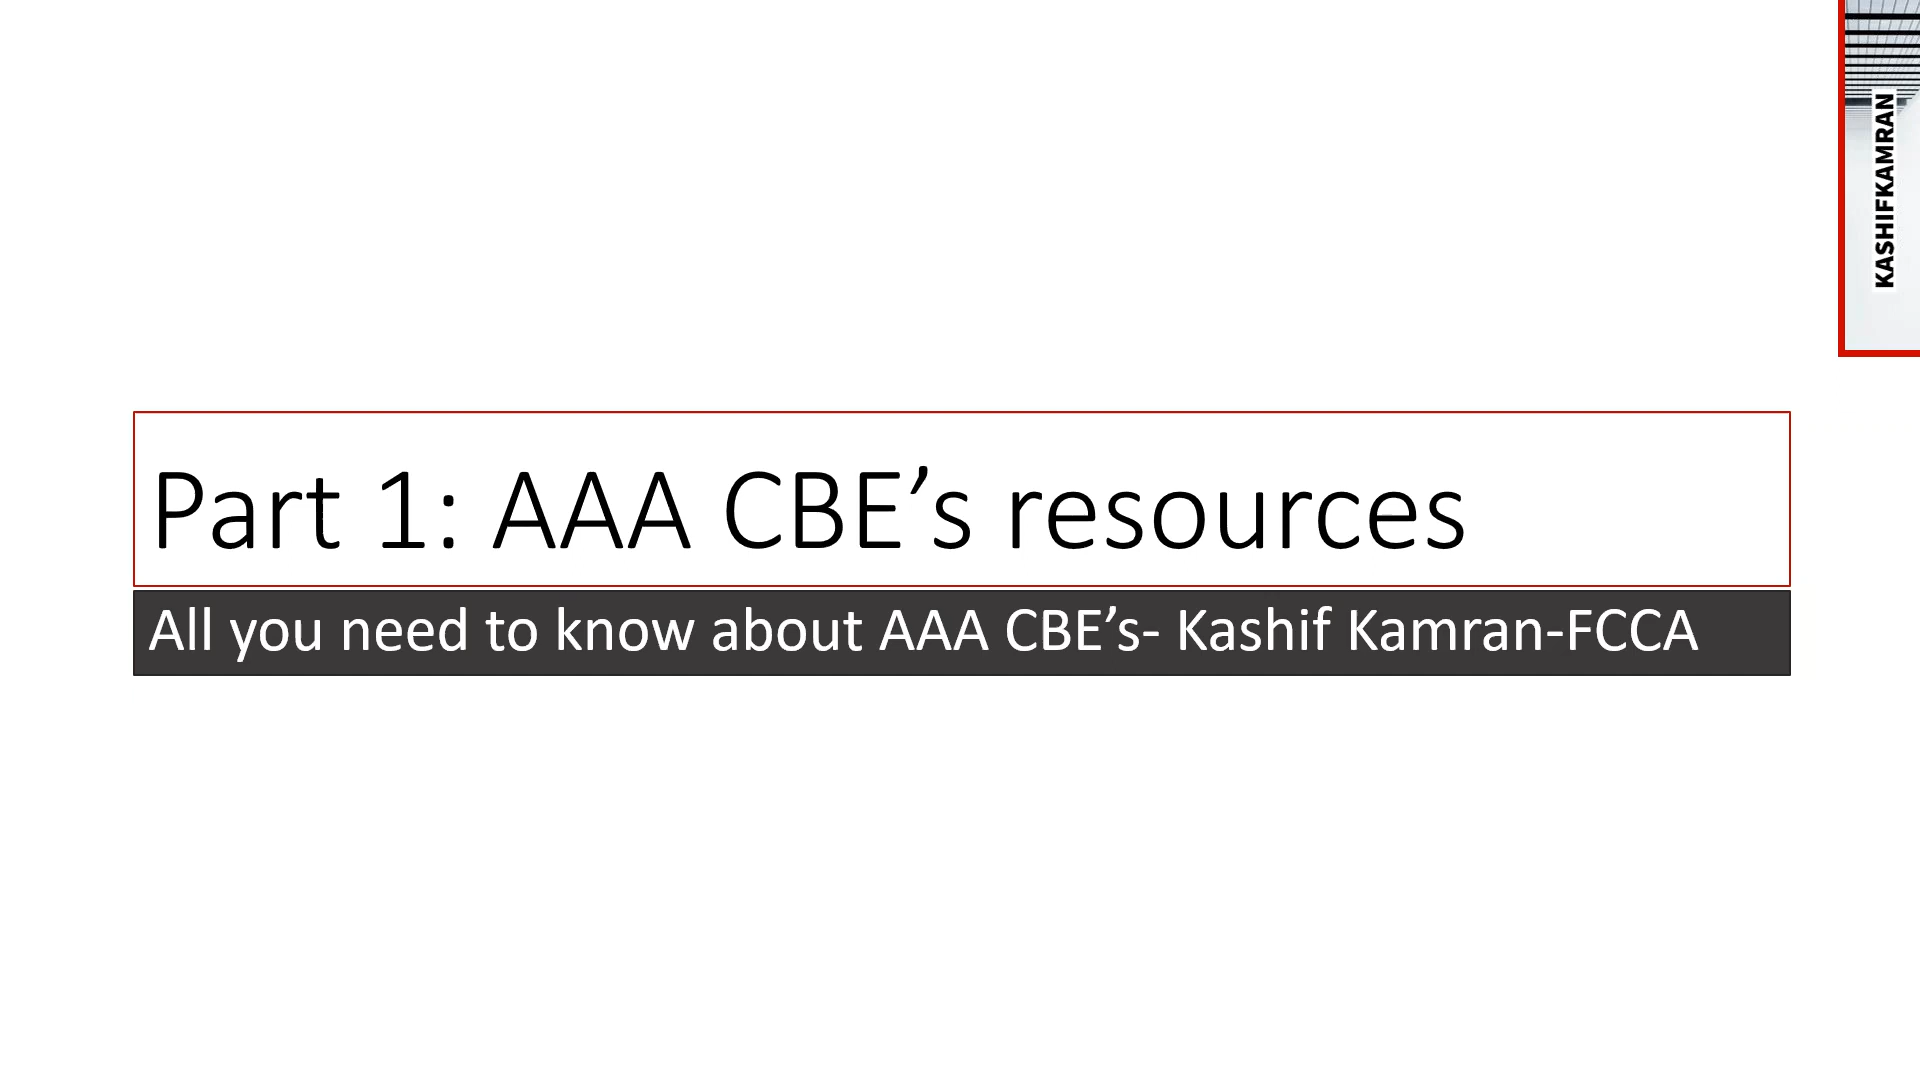 KASHIFKAMRAN
Part 1: AAA CBE’s resources
All you need to know about AAA CBE’s- Kashif Kamran-FCCA